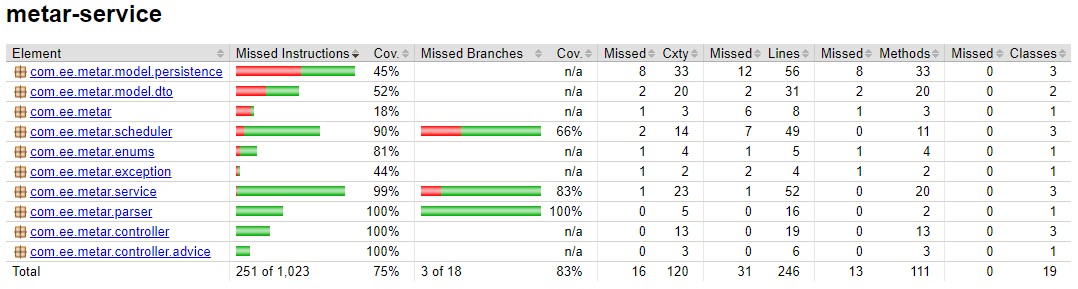 metar-service
Element Missed Instructions Cov. Missed Branches Cov. Missed Cxty Missed Lines Missed Methods Missed Classes
com.ee.metar.model.persistence 45% n/a 8 33 12 56 8 33 0 3
com.ee.metar.model.dto 52% n/a 2 20 2 31 2 20 0 2
com.ee.metar 18% n/a 1 3 6 8 1 3 0 1
com.ee.metar.scheduler 90% 66% 2 14 7 49 0 11 0 3
com.ee.metar.enums 81% n/a 1 4 1 5 1 4 0 1
com.ee.metar.exception 44% n/a 1 2 2 4 1 2 0 1
com.ee.metar.service 99% 83% 1 23 1 52 0 20 0 3
com.ee.metar.parser 100% 100% 0 5 0 16 0 2 0 1
com.ee.metar.controller 100% n/a 0 13 0 19 0 13 0 3
com.ee.metar.controller.advice 100% n/a 0 3 0 6 0 3 0 1
Total 251 of 1,023 75% 3 of 18 83% 16 120 31 246 13 111 0 19